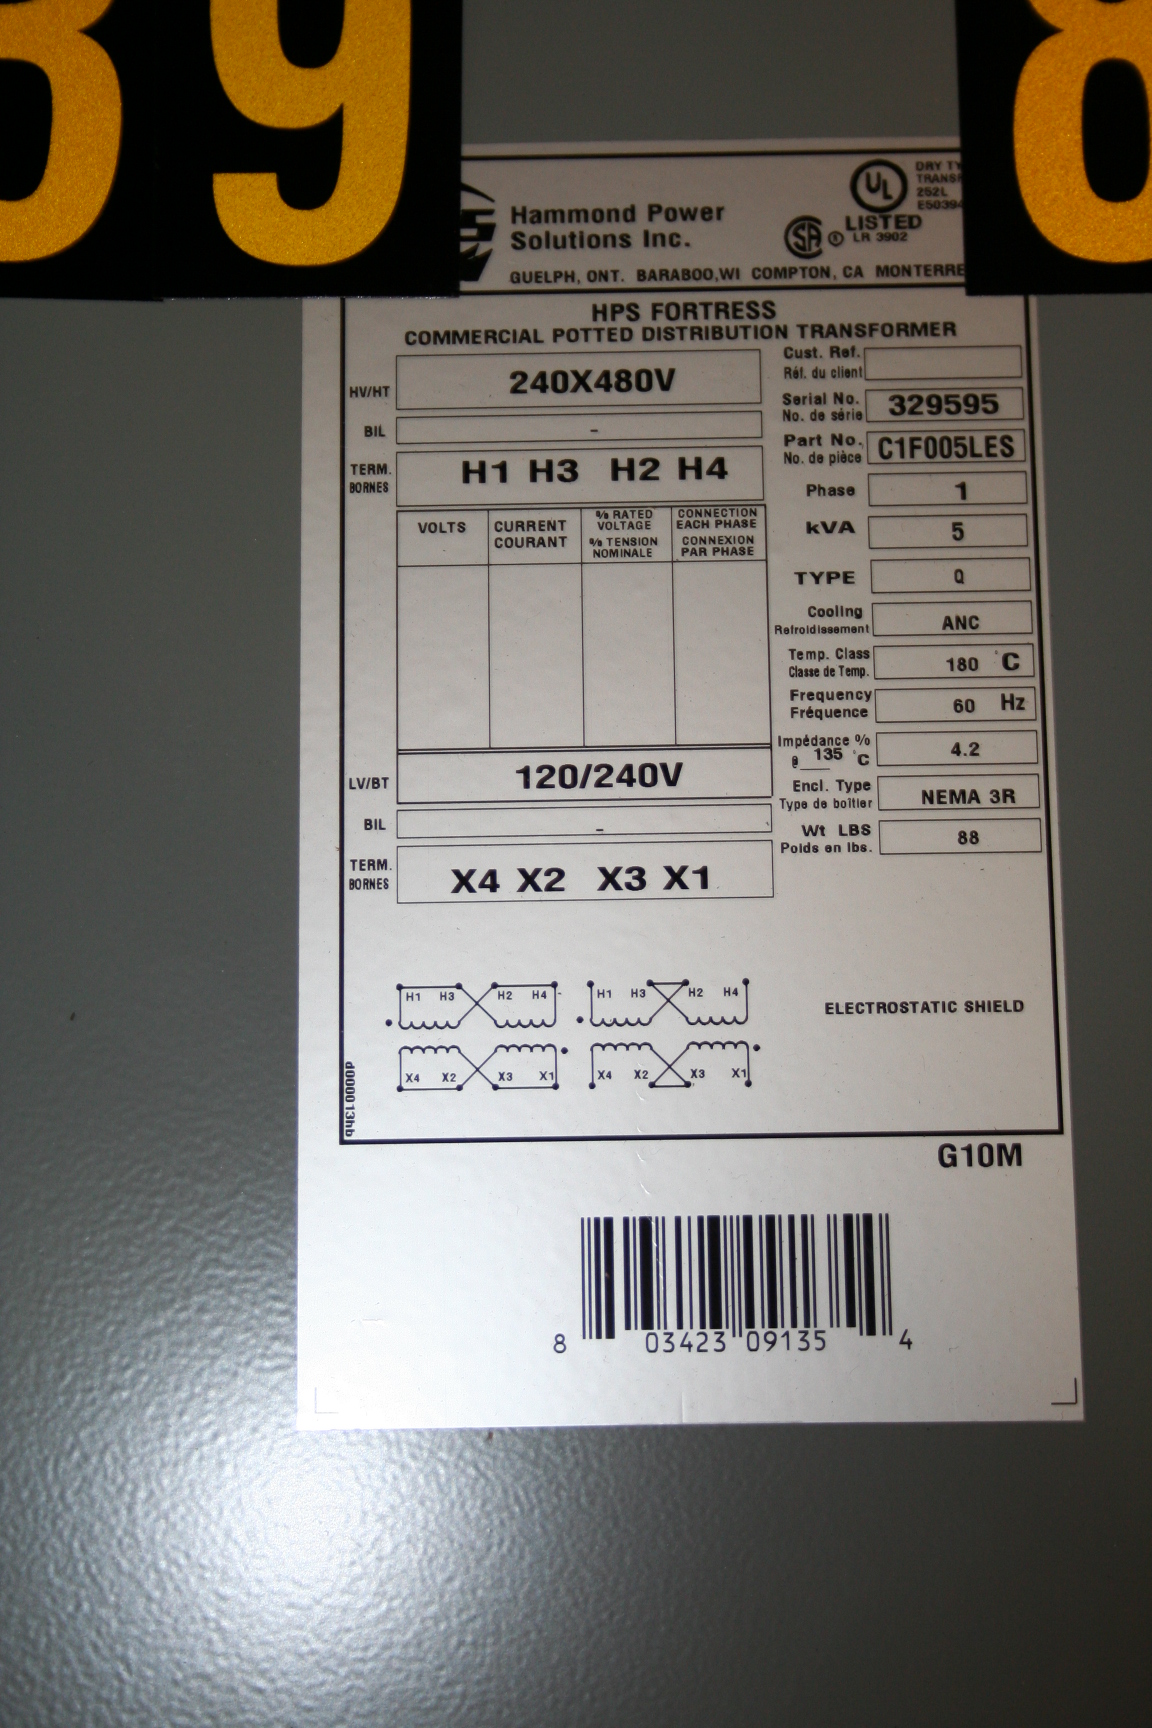 89
8
Hammond Power
Solutions Inc.
UL
LISTED
LR 3902
GUELPH, ONT. BARABOO,WI COMPTON, CA
HPS FORTRESS
COMMERCIAL POTTED DISTRIBUTION TRANSFORMER
HV/HT 240X480V
BIL -
TERM. H1 H3 H2 H4
BORNES
VOLTS
CURRENT
COURANT
% RATED
VOLTAGE
% TENSION
NOMINALE
CONNECTION
EACH PHASE
CONNEXION
PAR PHASE
LV/BT 120/240V
BIL -
TERM. X4 X2 X3 X1
BORNES
Cust. Ref.
Réf. du client
Serial No. 329595
No. de série
Part No. C1F005LES
No. de pièce
Phase 1
kVA 5
TYPE Q
Cooling ANC
Refroidissement
Temp. Class 180 °C
Classe de Temp.
Frequency 60 Hz
Fréquence
Impédance % 4.2
@ 135 °C
Encl. Type NEMA 3R
Type de boîtier
Wt LBS 88
Poids en lbs.
H1 H3 H2 H4 H1 H3 H2 H4
X4 X2 X3 X1 X4 X2 X3 X1
ELECTROSTATIC SHIELD
d000013hb
G10M
8 03423 09135 4